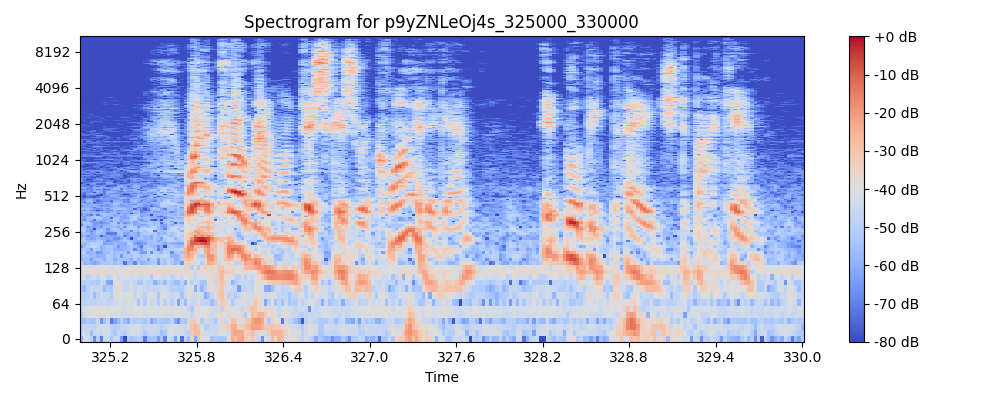 Spectrogram for p9yZNLeOj4s_325000_330000
Hz
8192
4096
2048
1024
512
256
128
64
0
325.2 325.8 326.4 327.0 327.6 328.2 328.8 329.4 330.0
Time
+0 dB
-10 dB
-20 dB
-30 dB
-40 dB
-50 dB
-60 dB
-70 dB
-80 dB